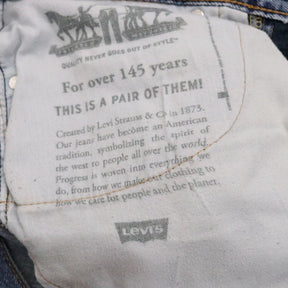 QUALITY NEVER GOES OUT OF STYLE
For over 145 years
THIS IS A PAIR OF THEM!
Created by Levi Strauss & Co in 1873.
Our jeans have become an American
tradition, symbolizing the spirit of
the west to people all over the world.
Progress is woven into everything we
do, from how we make our clothing to
how we care for people and the planet.
Levi's